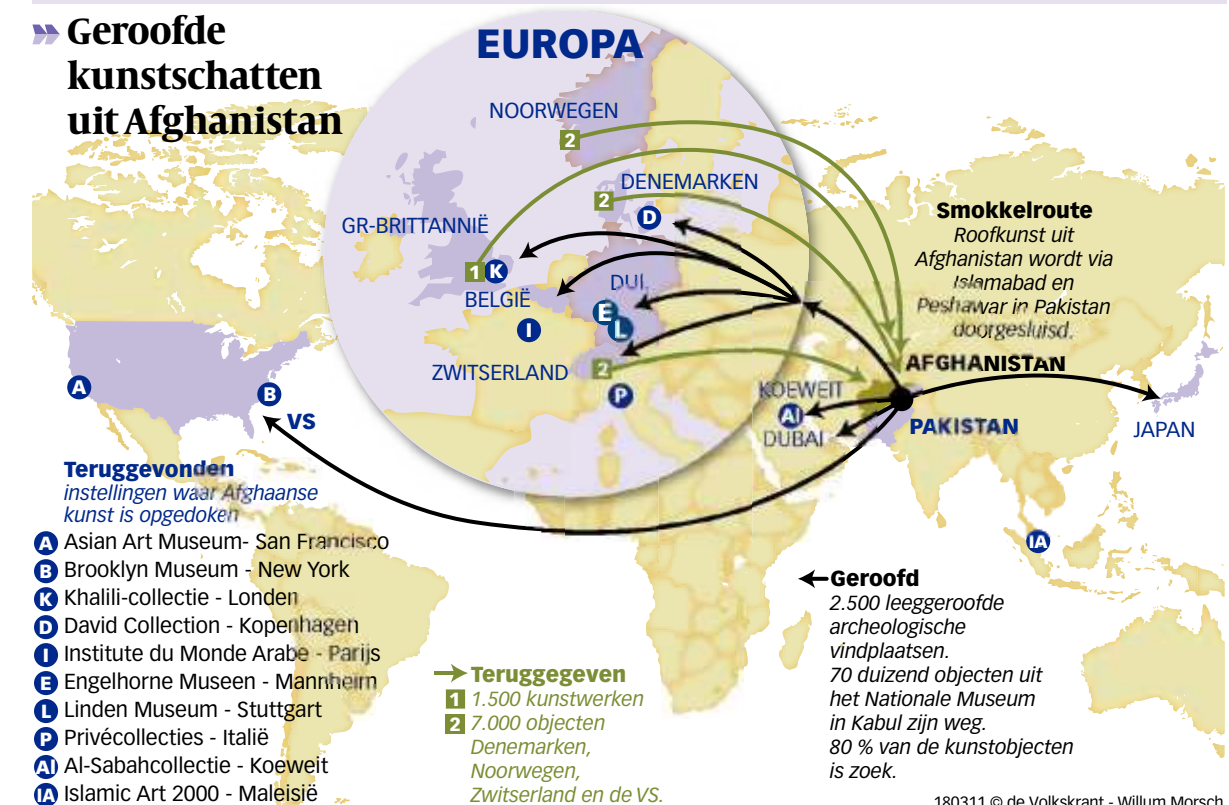 Geroofde
kunstschatten
uit Afghanistan
EUROPA
NOORWEGEN
2
DENEMARKEN
2
D
GR-BRITTANNIË
1 K
BELGIË
DUI.
E
L
I
ZWITSERLAND
2
P
Smokkelroute
Roofkunst uit
Afghanistan wordt via
Islamabad en
Peshawar in Pakistan
doorgesluisd.
AFGHANISTAN
KOEWEIT
AI
DUBAI
PAKISTAN
JAPAN
A
B
VS
IA
Teruggevonden
instellingen waar Afghaanse
kunst is opgedoken
A Asian Art Museum- San Francisco
B Brooklyn Museum - New York
K Khalili-collectie - Londen
D David Collection - Kopenhagen
I Institute du Monde Arabe - Parijs
E Engelhorne Museen - Mannheim
L Linden Museum - Stuttgart
P Privécollecties - Italië
AI Al-Sabahcollectie - Koeweit
IA Islamic Art 2000 - Maleisië
Teruggegeven
1 1.500 kunstwerken
2 7.000 objecten
Denemarken,
Noorwegen,
Zwitserland en de VS.
Geroofd
2.500 leeggeroofde
archeologische
vindplaatsen.
70 duizend objecten uit
het Nationale Museum
in Kabul zijn weg.
80 % van de kunstobjecten
is zoek.
180311 © de Volkskrant - Willum Morsch